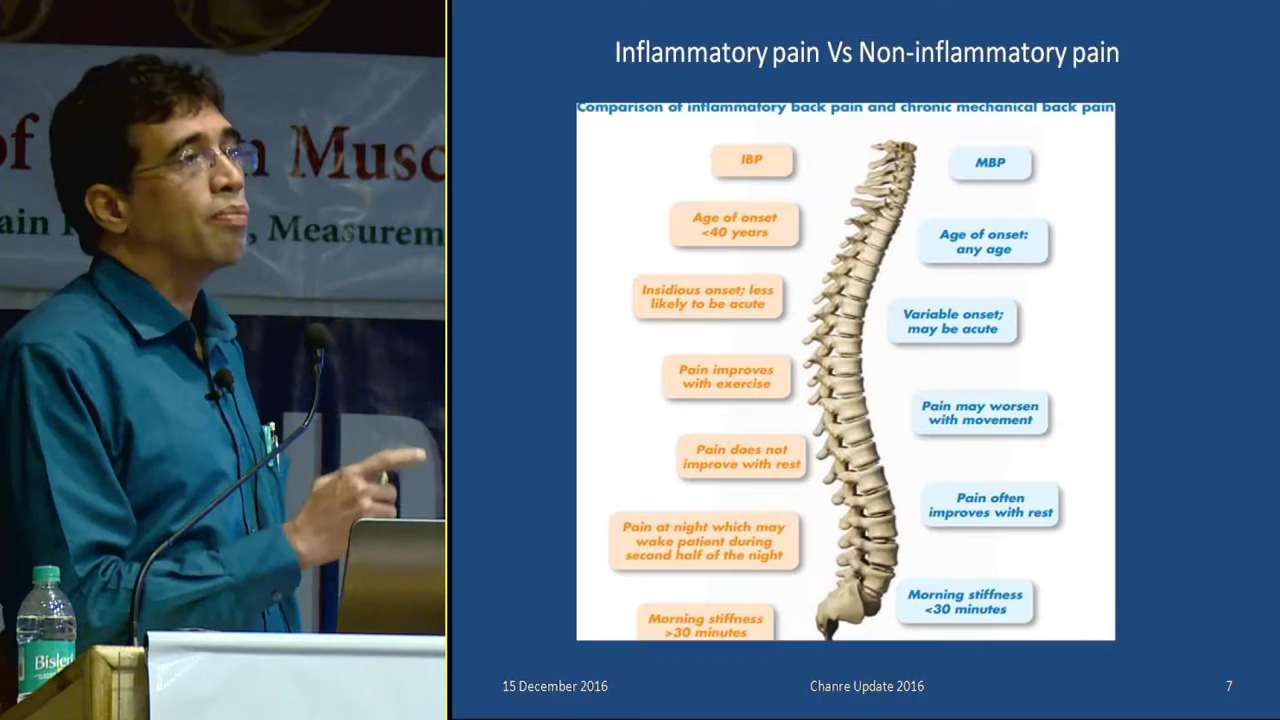 of
n Musc
ain
, Measurem
Bisler
Inflammatory pain Vs Non-inflammatory pain
Comparison of inflammatory back pain and chronic mechanical back pain
IBP
Age of onset
<40 years
Insidious onset; less
likely to be acute
Pain improves
with exercise
Pain does not
improve with rest
Pain at night which may
wake patient during
second half of the night
Morning stiffness
>30 minutes
MBP
Age of onset:
any age
Variable onset;
may be acute
Pain may worsen
with movement
Pain often
improves with rest
Morning stiffness
<30 minutes
15 December 2016
Chanre Update 2016
7